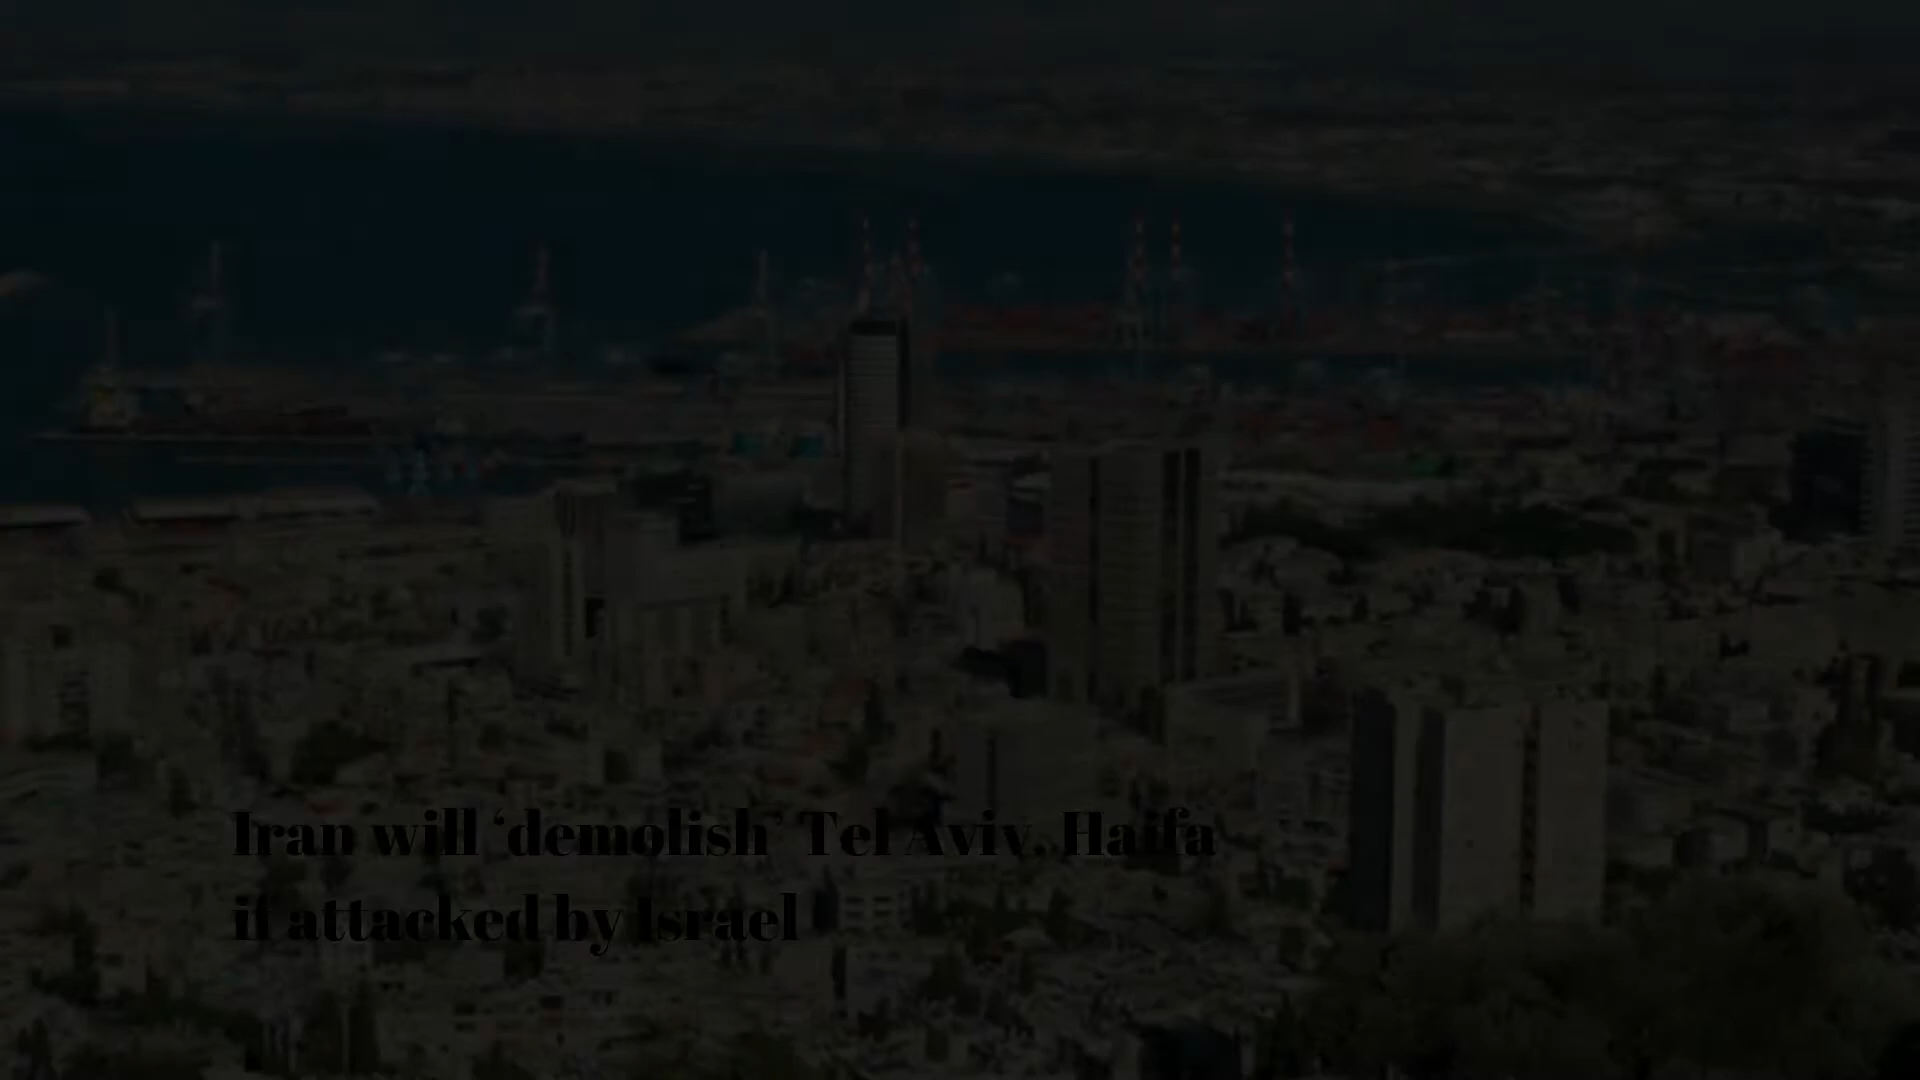 Iran will ‘demolish’ Tel Aviv, Haifa
if attacked by Israel